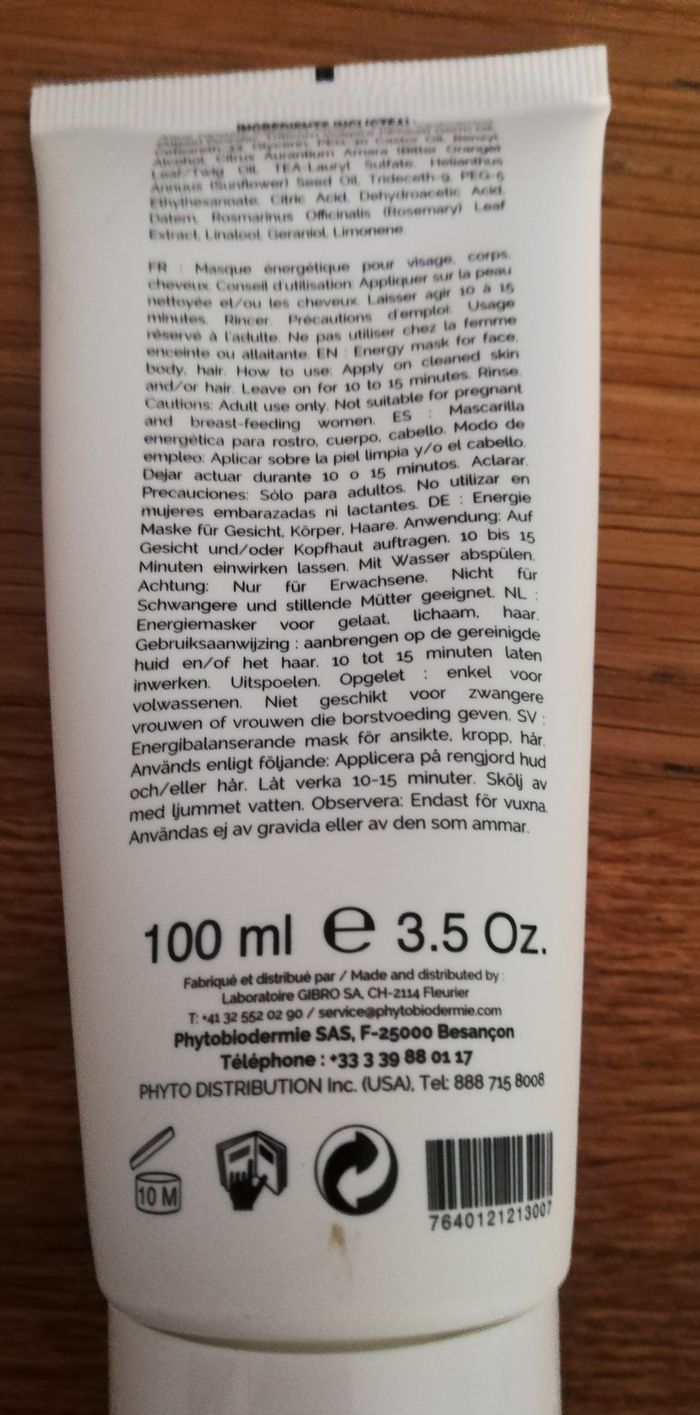 INGREDIENTS (INCI/CTFA) :
Ceteareth-33, Glycerin, PEG-30 Castor Oil, Benzyl
Alcohol, Citrus Aurantium Amara (Bitter Orange)
Leaf/Twig Oil, TEA-Lauryl Sulfate, Helianthus
Annuus (Sunflower) Seed Oil, Trideceth-9, PEG-5
Ethylhexanoate, Citric Acid, Dehydroacetic Acid,
Datem, Rosmarinus Officinalis (Rosemary) Leaf
Extract, Linalool, Geraniol, Limonene.
FR : Masque énergétique pour visage, corps,
cheveux. Conseil d'utilisation: Appliquer sur la peau
nettoyée et/ou les cheveux. Laisser agir 10 à 15
minutes. Rincer. Précautions d'emploi: Usage
réservé à l'adulte. Ne pas utiliser chez la femme
enceinte ou allaitante. EN : Energy mask for face,
body, hair. How to use: Apply on cleaned skin
and/or hair. Leave on for 10 to 15 minutes. Rinse.
Cautions: Adult use only. Not suitable for pregnant
and breast-feeding women. ES : Mascarilla
energética para rostro, cuerpo, cabello. Modo de
empleo: Aplicar sobre la piel limpia y/o el cabello.
Dejar actuar durante 10 o 15 minutos. Aclarar.
Precauciones: Sólo para adultos. No utilizar en
mujeres embarazadas ni lactantes. DE : Energie
Maske für Gesicht, Körper, Haare. Anwendung: Auf
Gesicht und/oder Kopfhaut auftragen. 10 bis 15
Minuten einwirken lassen. Mit Wasser abspülen.
Achtung: Nur für Erwachsene. Nicht für
Schwangere und stillende Mütter geeignet. NL :
Energiemasker voor gelaat, lichaam, haar.
Gebruiksaanwijzing : aanbrengen op de gereinigde
huid en/of het haar. 10 tot 15 minuten laten
inwerken. Uitspoelen. Opgelet : enkel voor
volwassenen. Niet geschikt voor zwangere
vrouwen of vrouwen die borstvoeding geven. SV :
Energibalanserande mask för ansikte, kropp, hår.
Används enligt följande: Applicera på rengjord hud
och/eller hår. Låt verka 10-15 minuter. Skölj av
med ljummet vatten. Observera: Endast för vuxna.
Användas ej av gravida eller av den som ammar.
100 ml e 3.5 Oz.
Fabriqué et distribué par / Made and distributed by :
Laboratoire GIBRO SA, CH-2114 Fleurier
T: +41 32 552 02 90 / service@phytobiodermie.com
Phytobiodermie SAS, F-25000 Besançon
Téléphone : +33 3 39 88 01 17
PHYTO DISTRIBUTION Inc. (USA), Tel: 888 715 8008
10 M
7640121213007